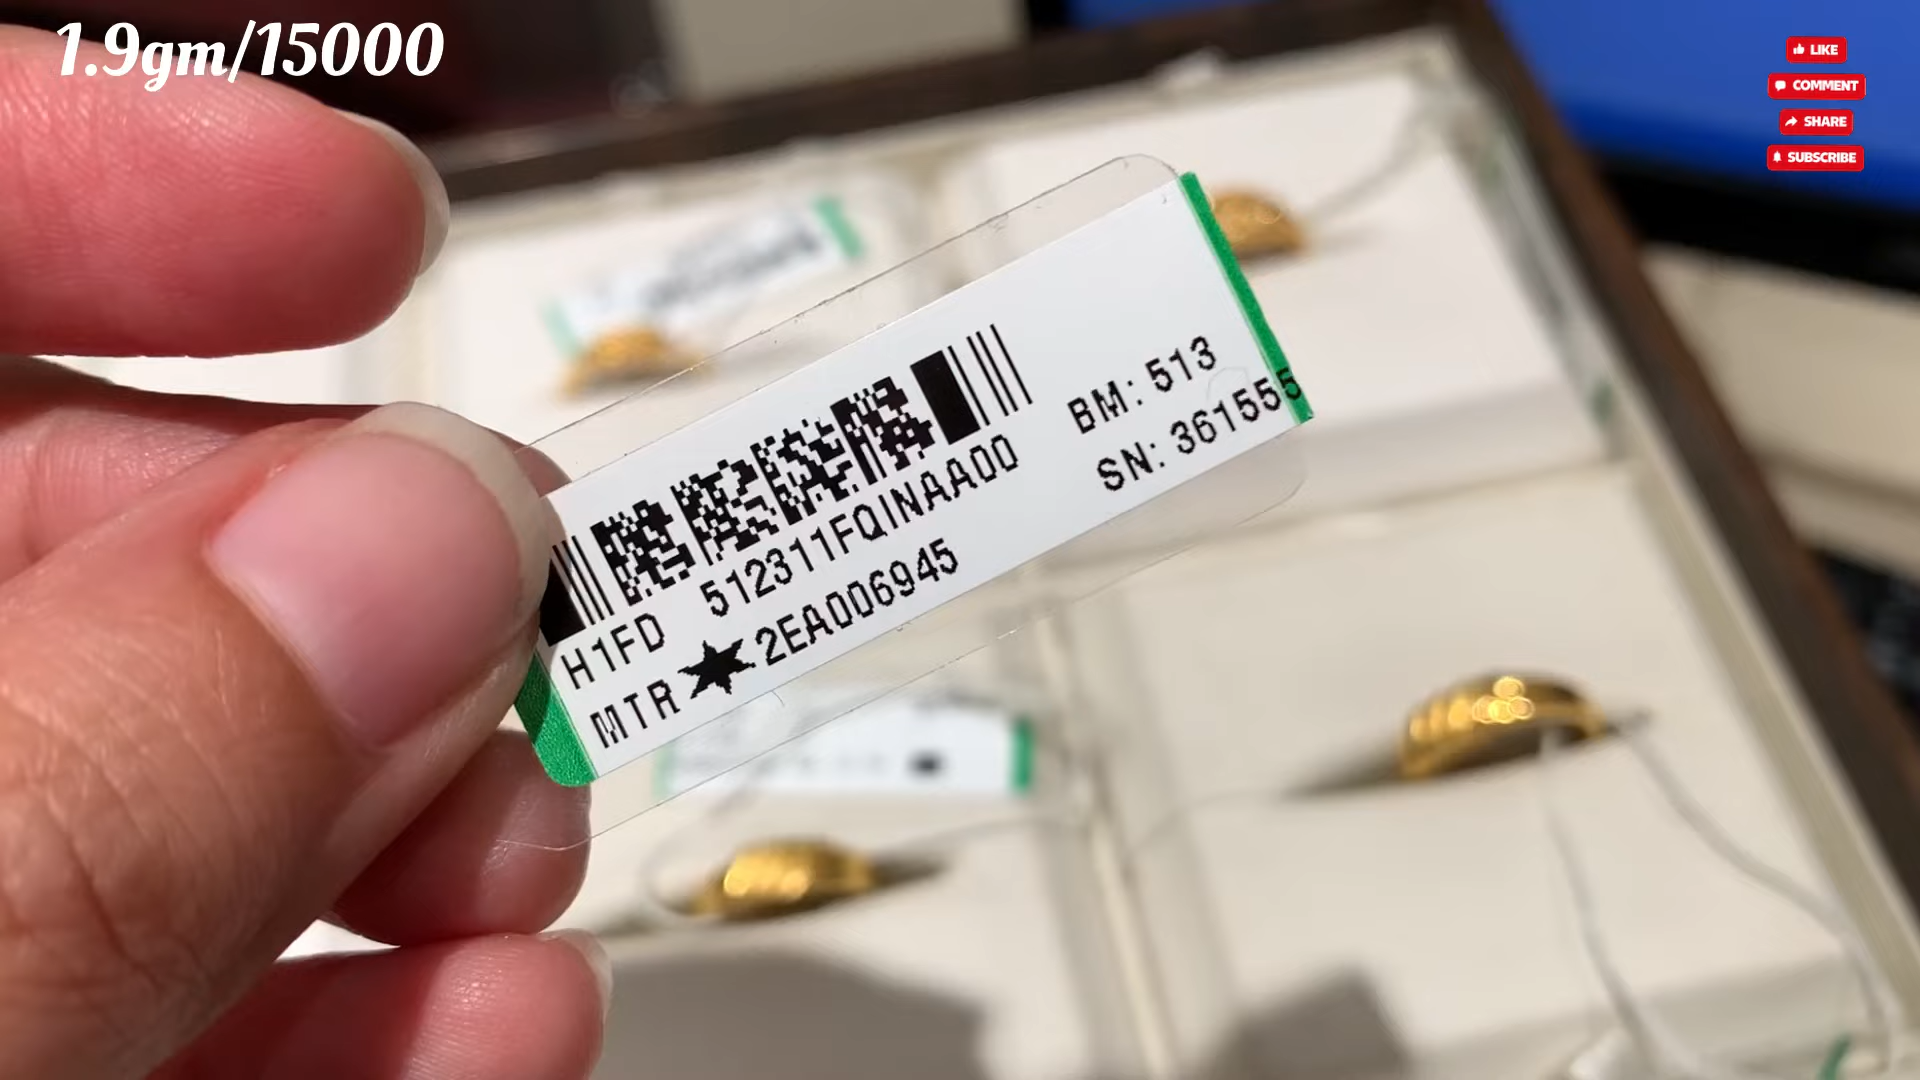 1.9gm/15000
LIKE
COMMENT
SHARE
SUBSCRIBE
BM: 513
SN: 361555
H1FD 512311FQINAA00
MTR 2EA006945